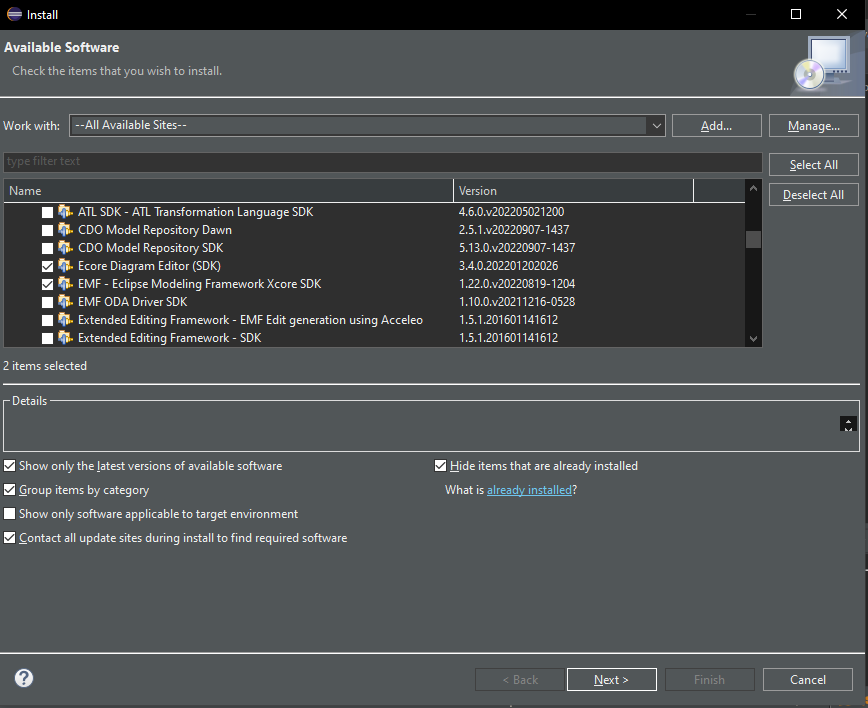 Install
Available Software
Check the items that you wish to install.
Work with: --All Available Sites-- Add... Manage...
type filter text
Select All
Name Version
Deselect All
ATL SDK - ATL Transformation Language SDK 4.6.0.v202205021200
CDO Model Repository Dawn 2.5.1.v20220907-1437
CDO Model Repository SDK 5.13.0.v20220907-1437
Ecore Diagram Editor (SDK) 3.4.0.202201202026
EMF - Eclipse Modeling Framework Xcore SDK 1.22.0.v20220819-1204
EMF ODA Driver SDK 1.10.0.v20211216-0528
Extended Editing Framework - EMF Edit generation using Acceleo 1.5.1.201601141612
Extended Editing Framework - SDK 1.5.1.201601141612
2 items selected
Details
Show only the latest versions of available software Hide items that are already installed
Group items by category What is already installed?
Show only software applicable to target environment
Contact all update sites during install to find required software
? < Back Next > Finish Cancel